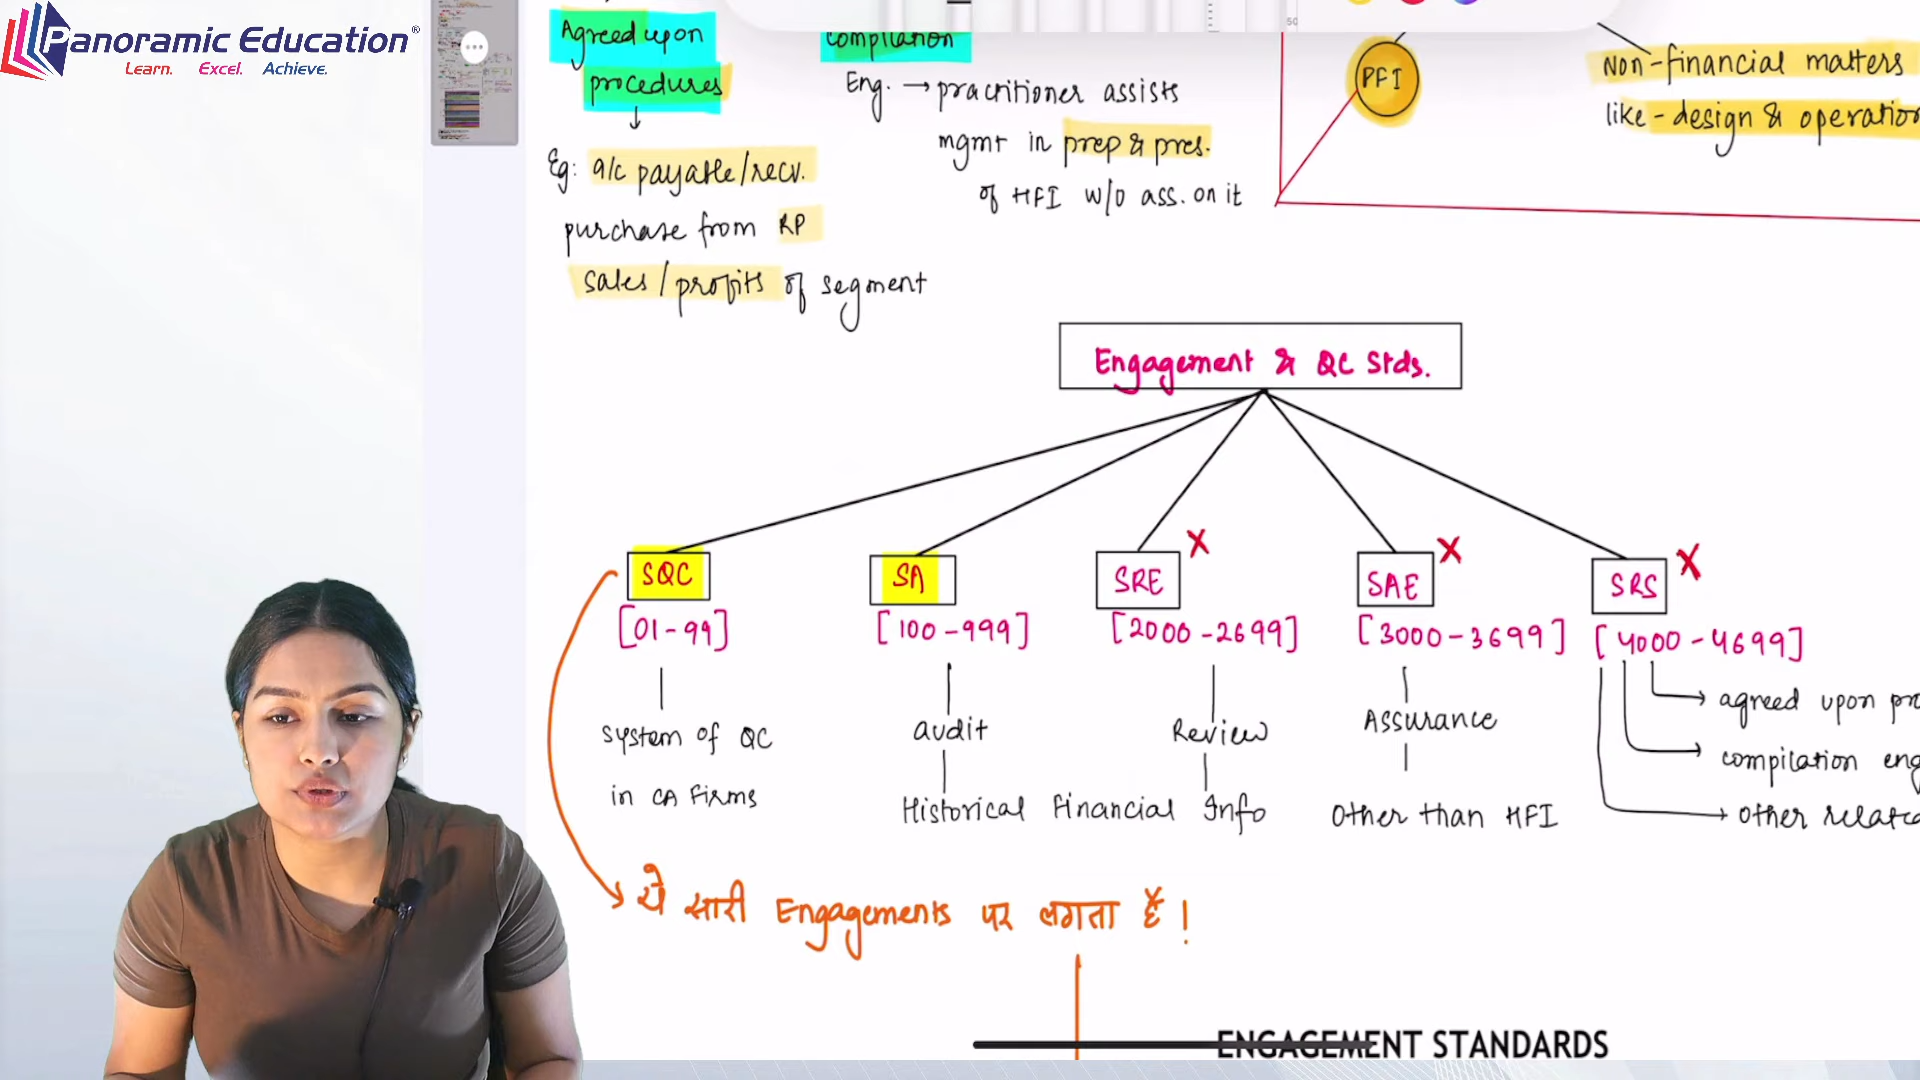 Panoramic Education®
Learn. Excel. Achieve.
Agreed upon
procedures
Eg: a/c payable/recv.
purchase from RP
sales/profits of segment
compilation
Eng. → practitioner assists
mgmt in prep & pres.
of HFI w/o ass. on it
50
PFI
Non-financial matters
like - design & operation
Engagement & QC Stds.
SQC
[01-99]
System of QC
in CA Firms
SA
[100-999]
audit
SRE X
[2000-2699]
Review
Historical Financial Info
SAE X
[3000-3699]
Assurance
Other than HFI
SRS X
[4000-4699]
→ agreed upon pro
→ compilation eng
→ other related
→ ये सारी Engagements पर लगता है!
ENGAGEMENT STANDARDS